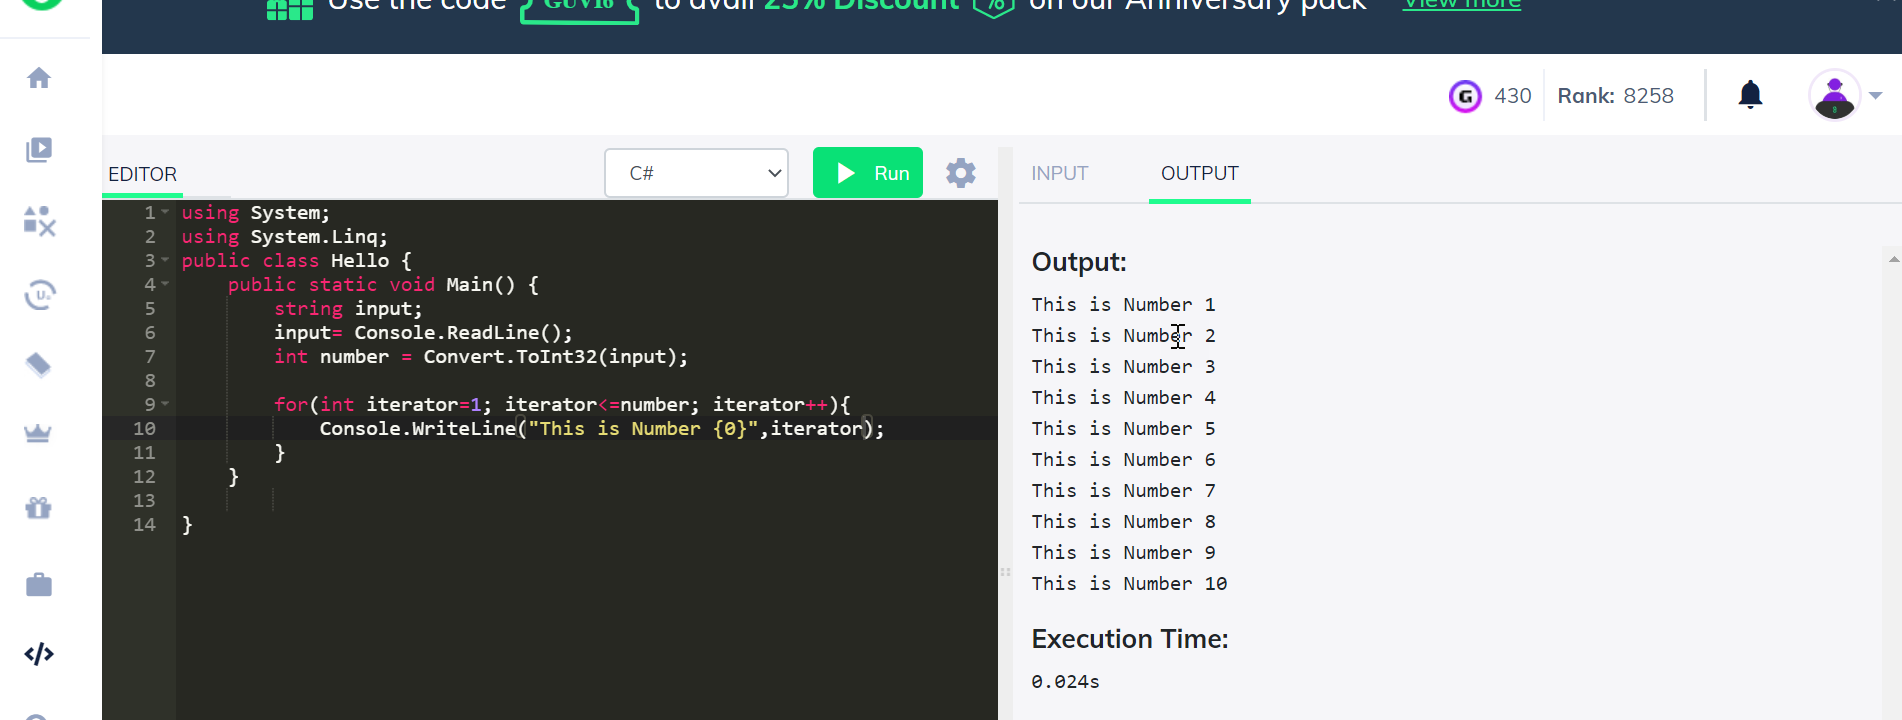 Use the code GUVI6 to avail 25% Discount % on our Anniversary pack View more
G 430 Rank: 8258
EDITOR
C#
Run
INPUT
OUTPUT
1 using System;
2 using System.Linq;
3 public class Hello {
4 public static void Main() {
5 string input;
6 input= Console.ReadLine();
7 int number = Convert.ToInt32(input);
8
9 for(int iterator=1; iterator<=number; iterator++){
10 Console.WriteLine("This is Number {0}",iterator);
11 }
12 }
13
14 }
Output:
This is Number 1
This is Number 2
This is Number 3
This is Number 4
This is Number 5
This is Number 6
This is Number 7
This is Number 8
This is Number 9
This is Number 10
Execution Time:
0.024s